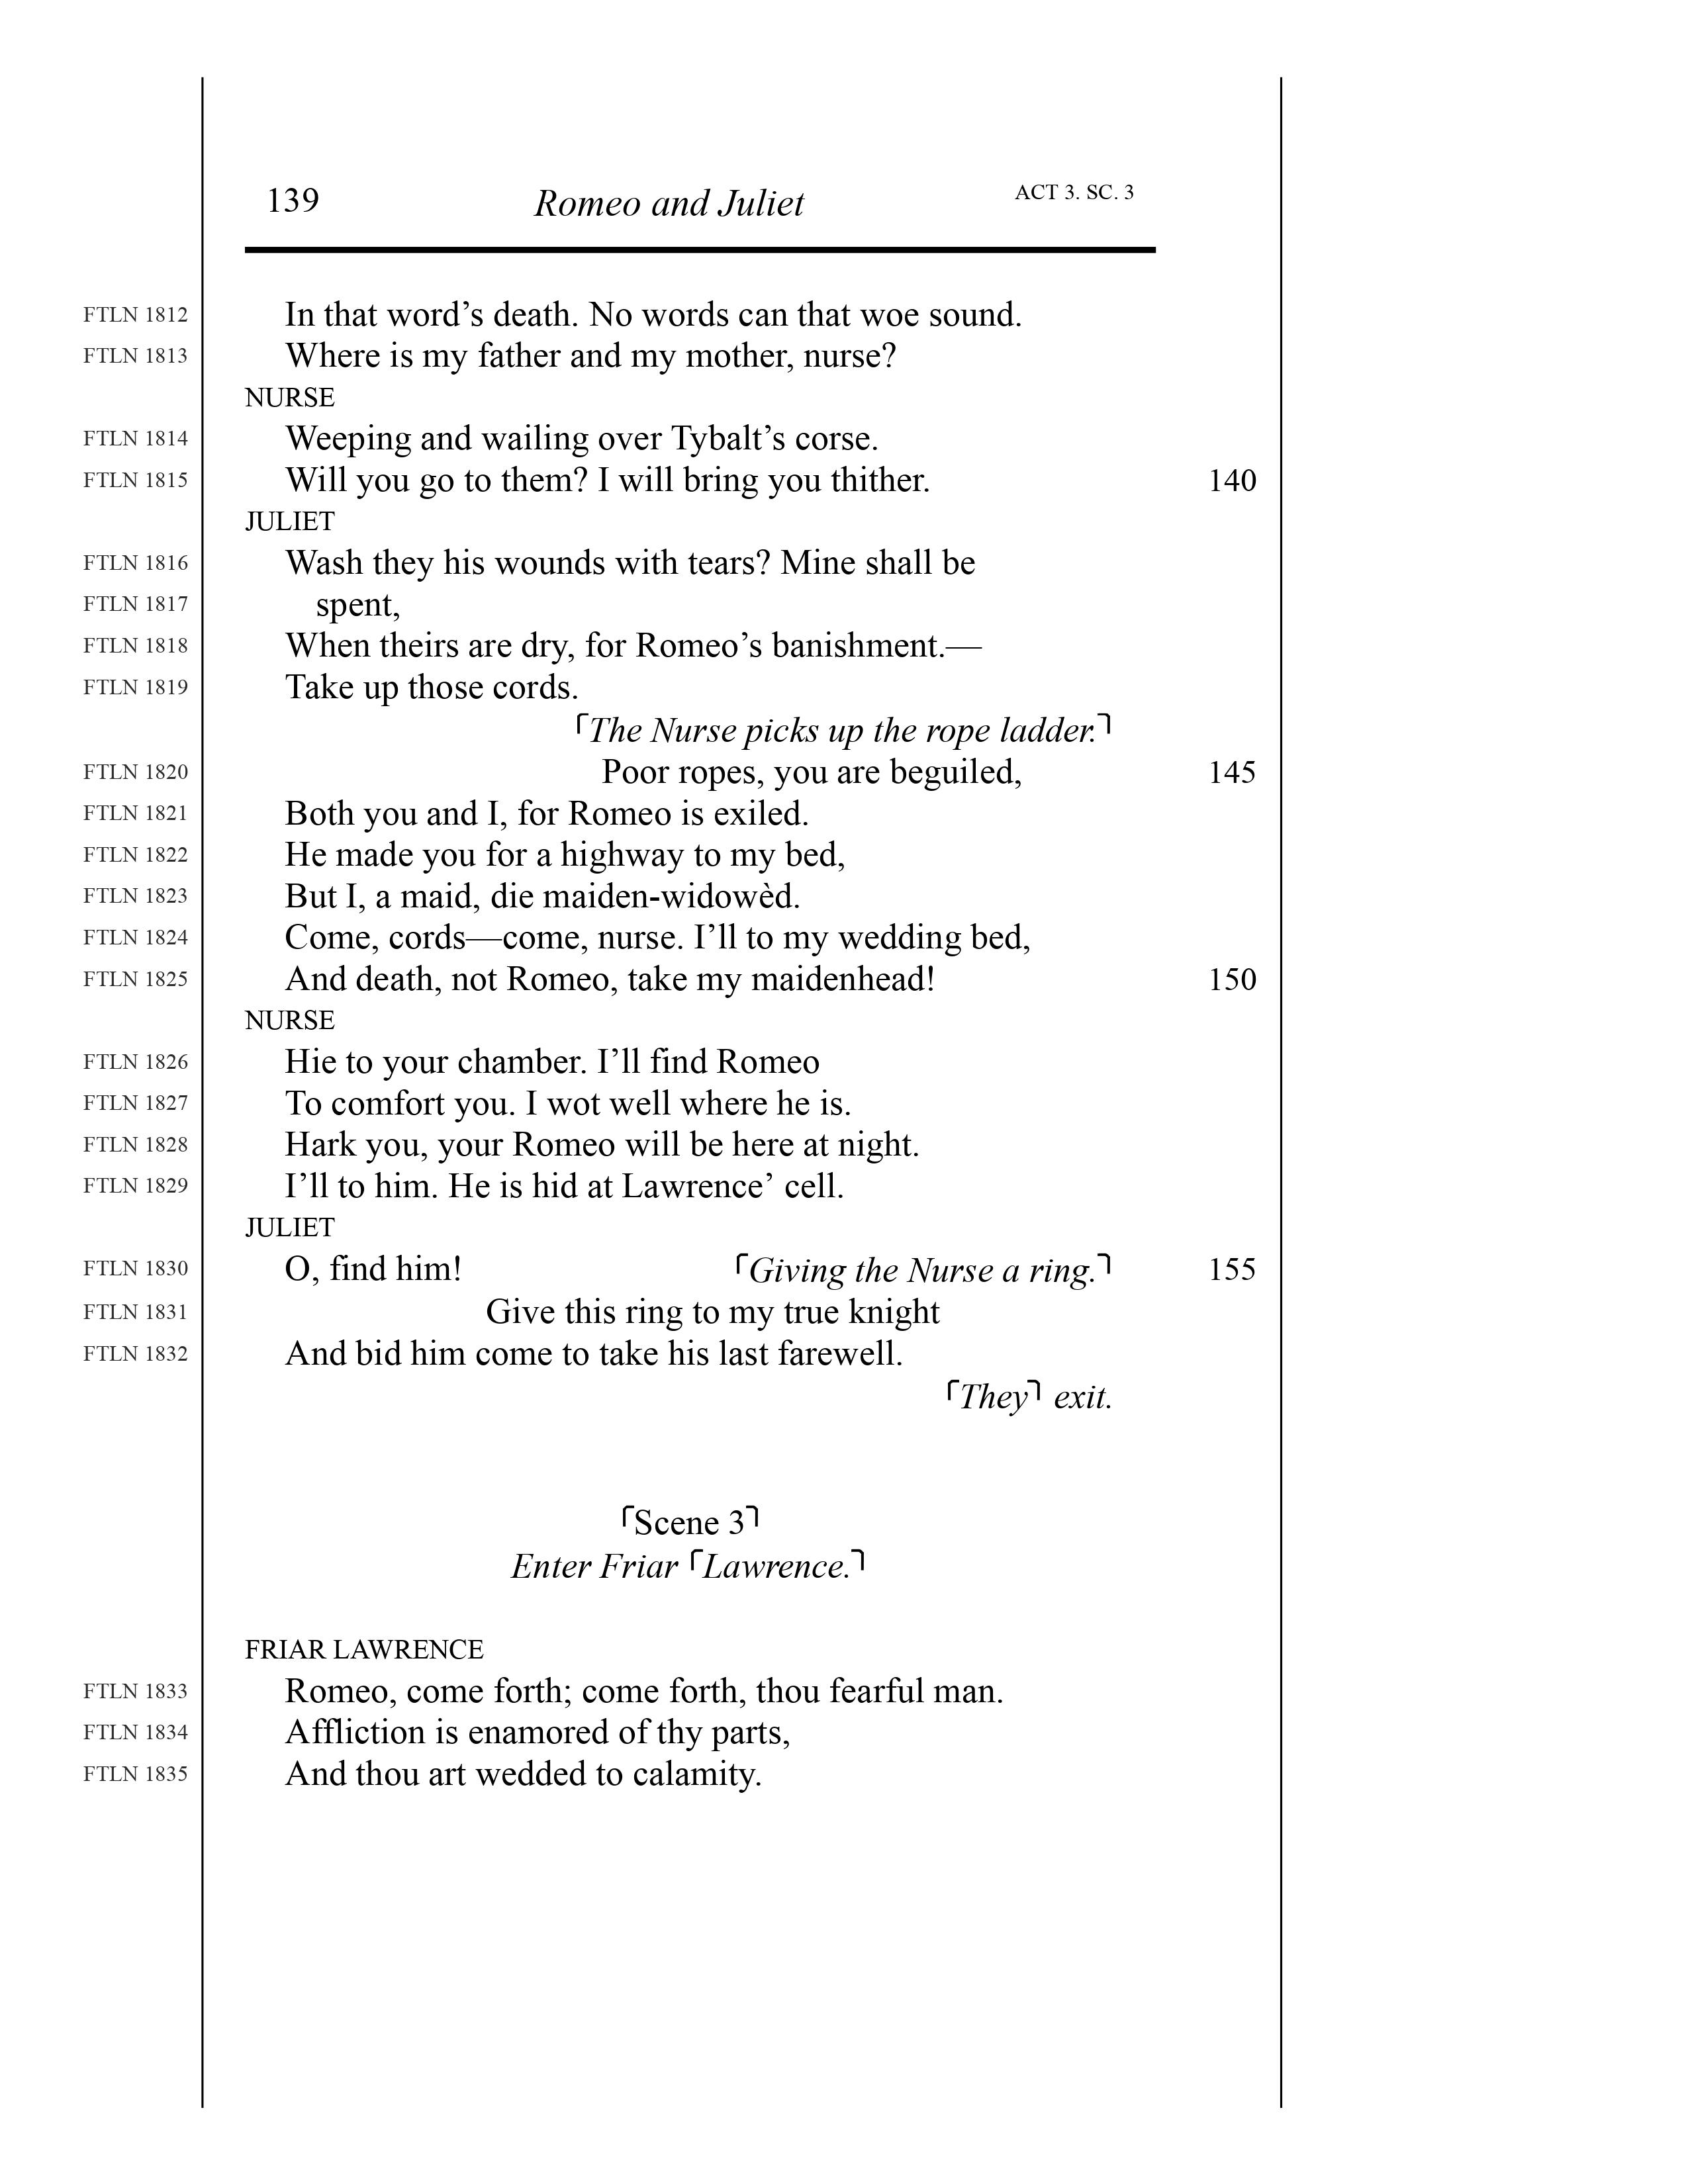 139 Romeo and Juliet ACT 3. SC. 3
FTLN 1812 In that word’s death. No words can that woe sound.
FTLN 1813 Where is my father and my mother, nurse?
NURSE
FTLN 1814 Weeping and wailing over Tybalt’s corse.
FTLN 1815 Will you go to them? I will bring you thither. 140
JULIET
FTLN 1816 Wash they his wounds with tears? Mine shall be
FTLN 1817 spent,
FTLN 1818 When theirs are dry, for Romeo’s banishment.—
FTLN 1819 Take up those cords.
⌜The Nurse picks up the rope ladder.⌝
FTLN 1820 Poor ropes, you are beguiled, 145
FTLN 1821 Both you and I, for Romeo is exiled.
FTLN 1822 He made you for a highway to my bed,
FTLN 1823 But I, a maid, die maiden-widowèd.
FTLN 1824 Come, cords—come, nurse. I’ll to my wedding bed,
FTLN 1825 And death, not Romeo, take my maidenhead! 150
NURSE
FTLN 1826 Hie to your chamber. I’ll find Romeo
FTLN 1827 To comfort you. I wot well where he is.
FTLN 1828 Hark you, your Romeo will be here at night.
FTLN 1829 I’ll to him. He is hid at Lawrence’ cell.
JULIET
FTLN 1830 O, find him! ⌜Giving the Nurse a ring.⌝ 155
FTLN 1831 Give this ring to my true knight
FTLN 1832 And bid him come to take his last farewell.
⌜They⌝ exit.
⌜Scene 3⌝
Enter Friar ⌜Lawrence.⌝
FRIAR LAWRENCE
FTLN 1833 Romeo, come forth; come forth, thou fearful man.
FTLN 1834 Affliction is enamored of thy parts,
FTLN 1835 And thou art wedded to calamity.